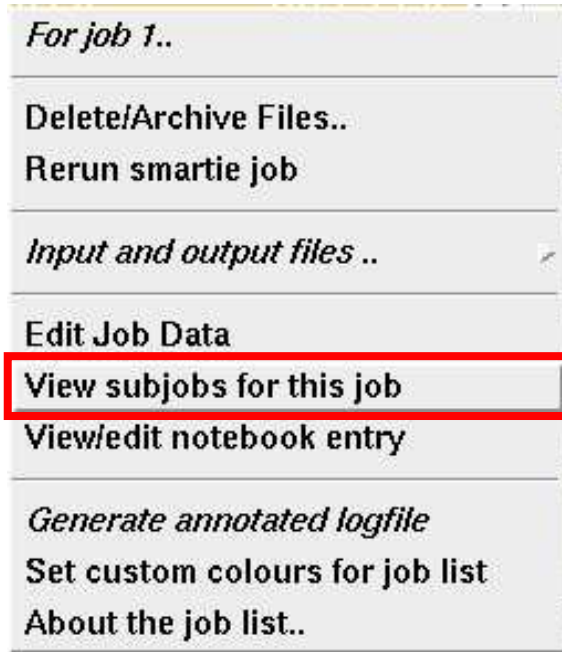 For job 1..
Delete/Archive Files..
Rerun smartie job
Input and output files ..
Edit Job Data
View subjobs for this job
View/edit notebook entry
Generate annotated logfile
Set custom colours for job list
About the job list..